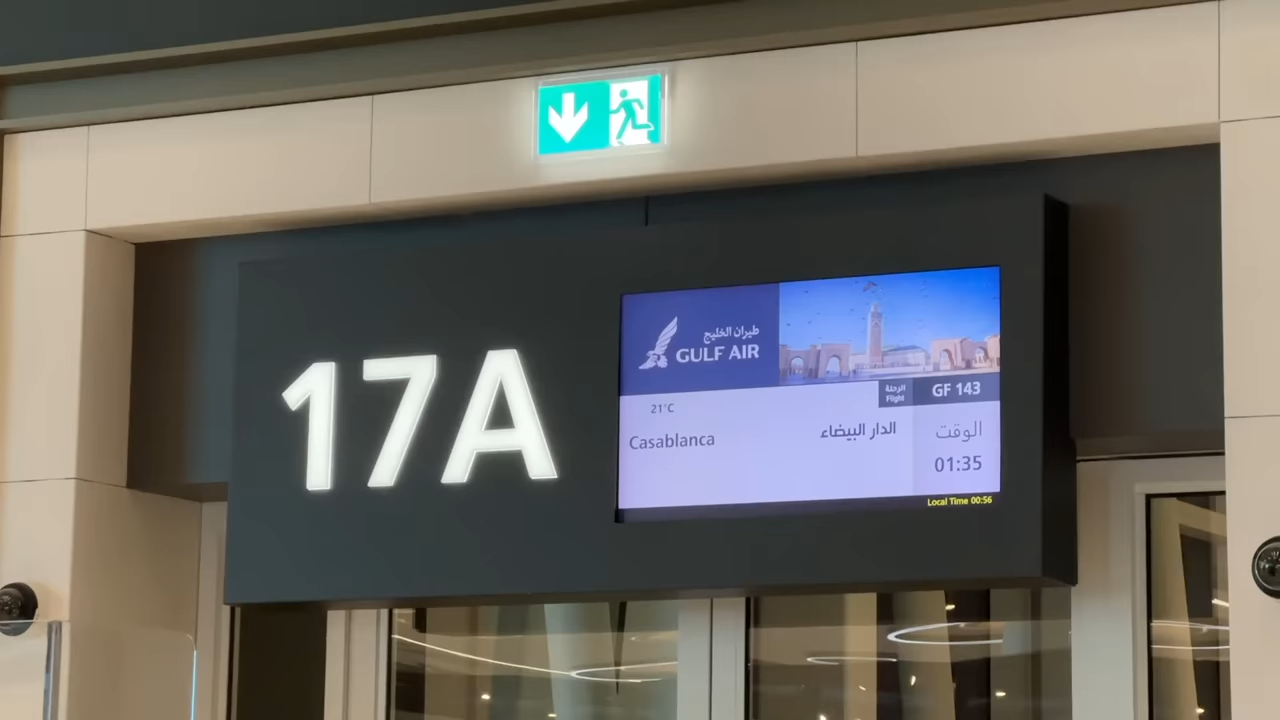 17A
طيران الخليج
GULF AIR
الرحلة
Flight
GF 143
21°C
Casablanca
الدار البيضاء
الوقت
01:35
Local Time 00:56